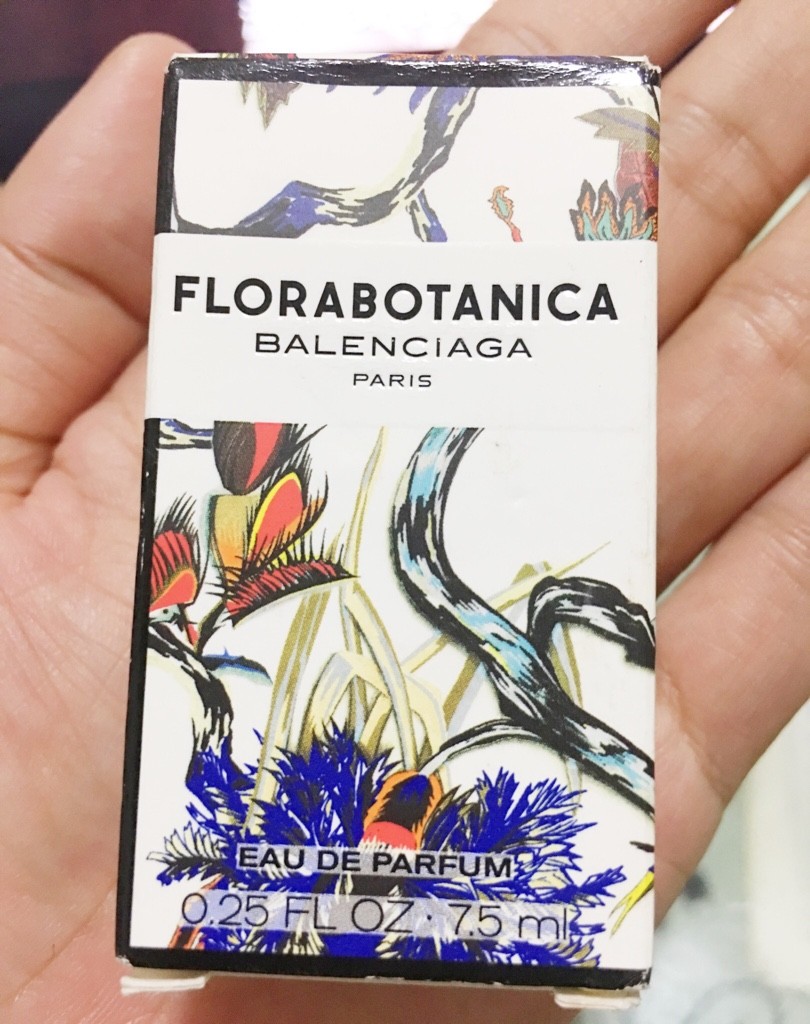 FLORABOTANICA
BALENCiAGA
PARIS
EAU DE PARFUM
0.25 FL OZ · 7.5 ml